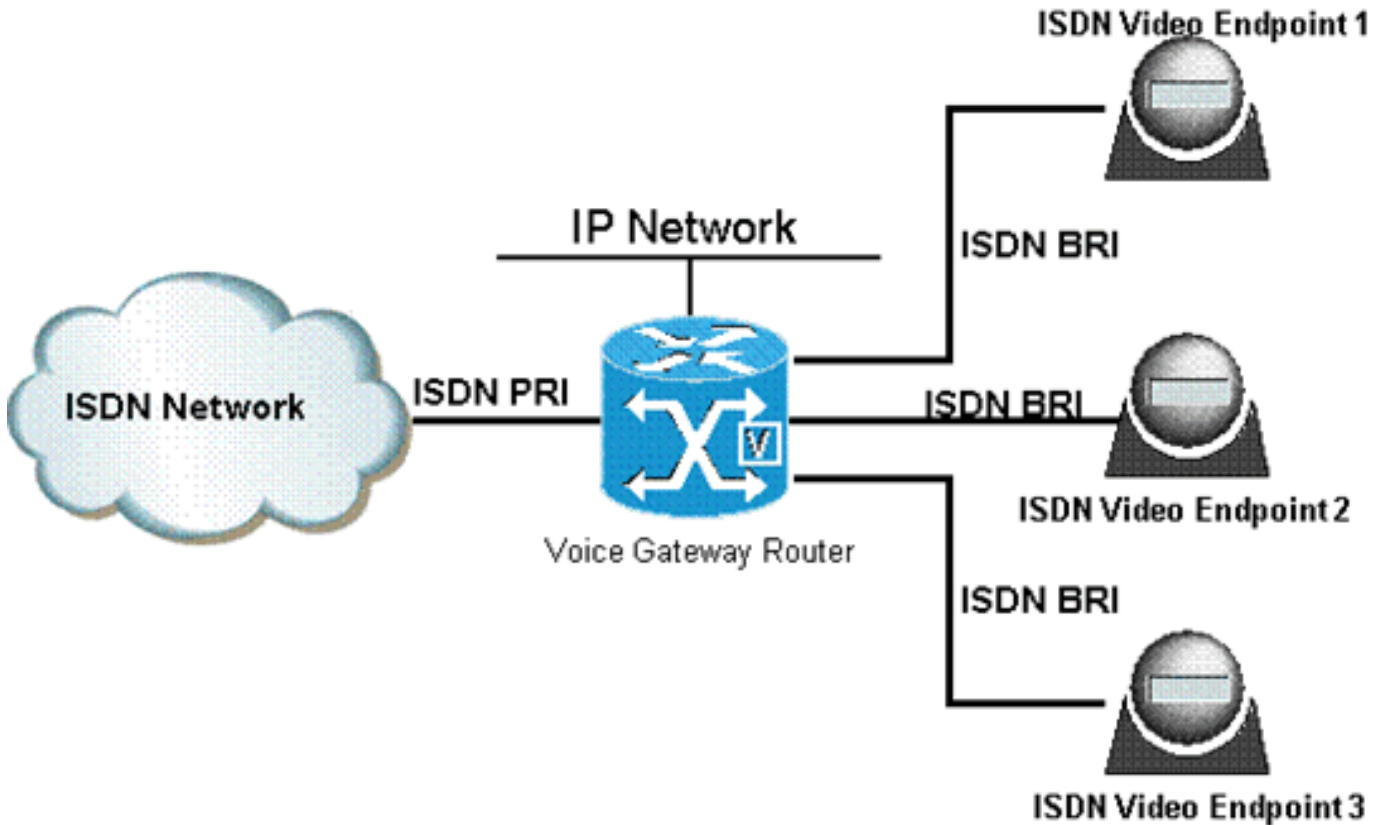 ISDN Video Endpoint 1
IP Network
ISDN BRI
ISDN Network
ISDN PRI
ISDN BRI
V
ISDN Video Endpoint 2
Voice Gateway Router
ISDN BRI
ISDN Video Endpoint 3